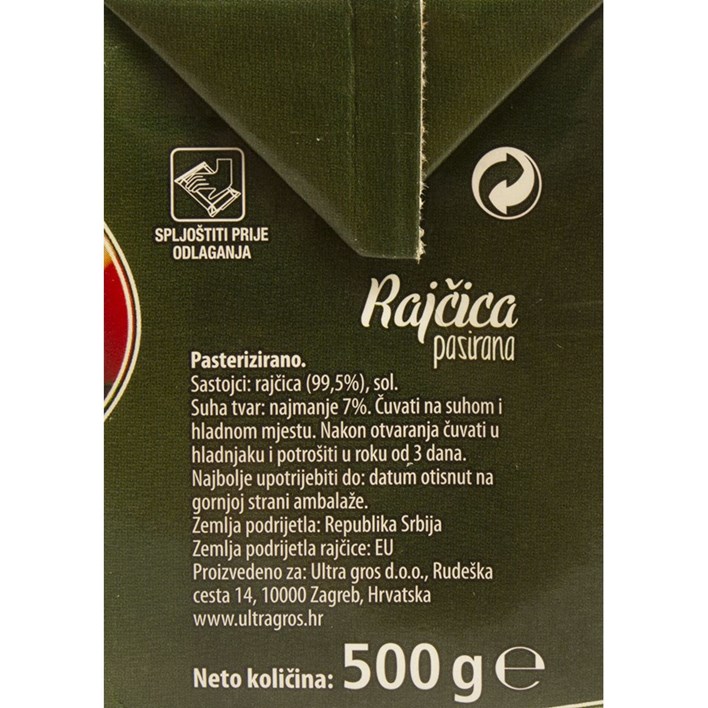 SPLJOŠTITI PRIJE
ODLAGANJA
Rajčica
pasirana
Pasterizirano.
Sastojci: rajčica (99,5%), sol.
Suha tvar: najmanje 7%. Čuvati na suhom i
hladnom mjestu. Nakon otvaranja čuvati u
hladnjaku i potrošiti u roku od 3 dana.
Najbolje upotrijebiti do: datum otisnut na
gornjoj strani ambalaže.
Zemlja podrijetla: Republika Srbija
Zemlja podrijetla rajčice: EU
Proizvedeno za: Ultra gros d.o.o., Rudeška
cesta 14, 10000 Zagreb, Hrvatska
www.ultragros.hr
Neto količina: 500 g ℮